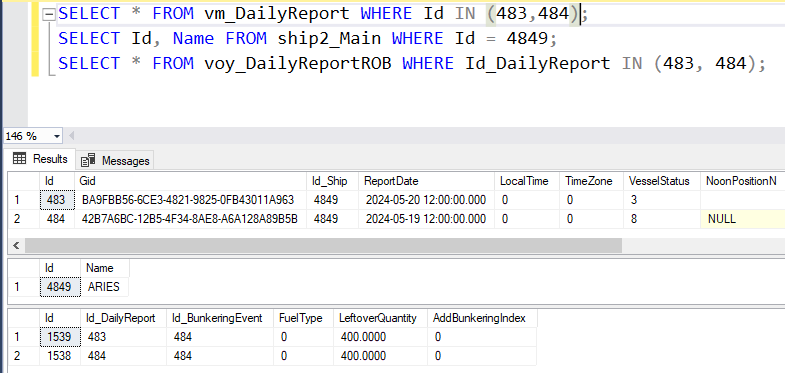 SELECT * FROM vm_DailyReport WHERE Id IN (483,484);
SELECT Id, Name FROM ship2_Main WHERE Id = 4849;
SELECT * FROM voy_DailyReportROB WHERE Id_DailyReport IN (483, 484);
146 %
Results Messages
Id Gid Id_Ship ReportDate LocalTime TimeZone VesselStatus NoonPositionN
1 483 BA9FBB56-6CE3-4821-9825-0FB43011A963 4849 2024-05-20 12:00:00.000 0 0 3
2 484 42B7A6BC-12B5-4F34-8AE8-A6A128A89B5B 4849 2024-05-19 12:00:00.000 0 0 8 NULL
Id Name
1 4849 ARIES
Id Id_DailyReport Id_BunkeringEvent FuelType LeftoverQuantity AddBunkeringIndex
1 1539 483 484 0 400.0000 0
2 1538 484 484 0 400.0000 0